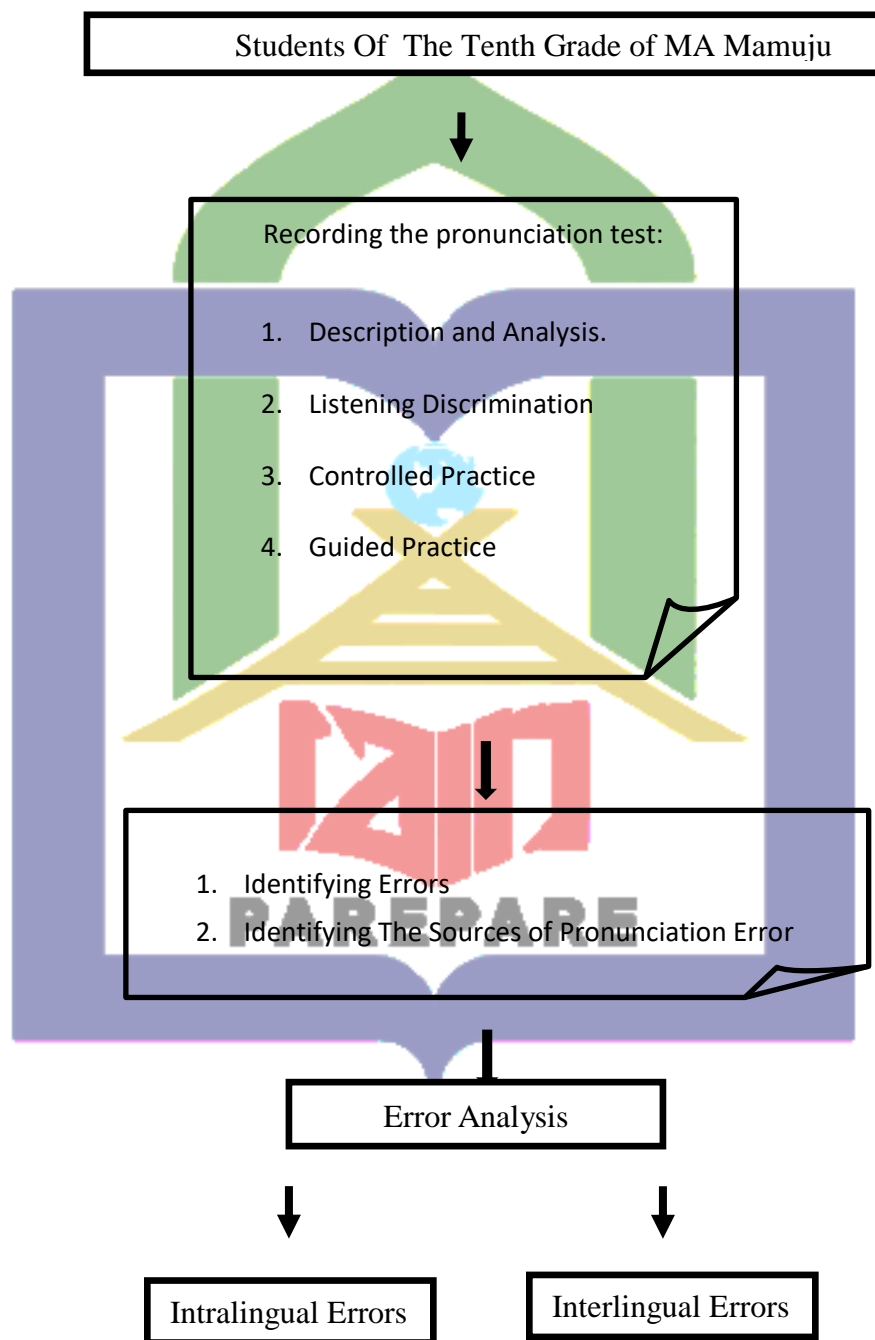 Students Of The Tenth Grade of MA Mamuju
Recording the pronunciation test:
1. Description and Analysis.
2. Listening Discrimination
3. Controlled Practice
4. Guided Practice
iain
1. Identifying Errors
PAREPARE
2. Identifying The Sources of Pronunciation Error
Error Analysis
Intralingual Errors
Interlingual Errors